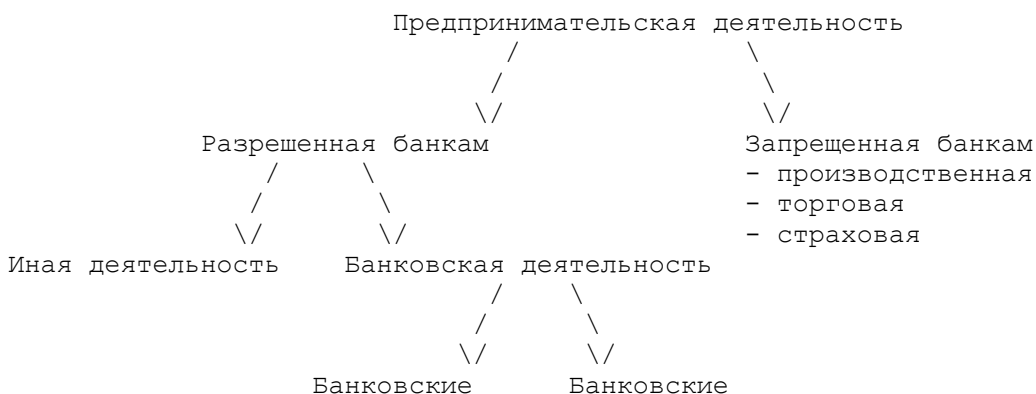 Предпринимательская деятельность
Разрешенная банкам Запрещенная банкам
- производственная
- торговая
- страховая
Иная деятельность Банковская деятельность
Банковские Банковские